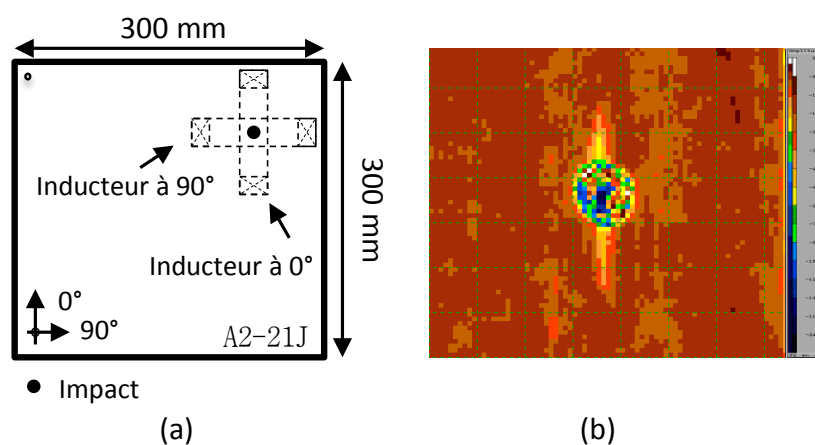 300 mm
300 mm
Inducteur à 90°
Inducteur à 0°
0°
90°
A2-21J
Impact
(a)
(b)